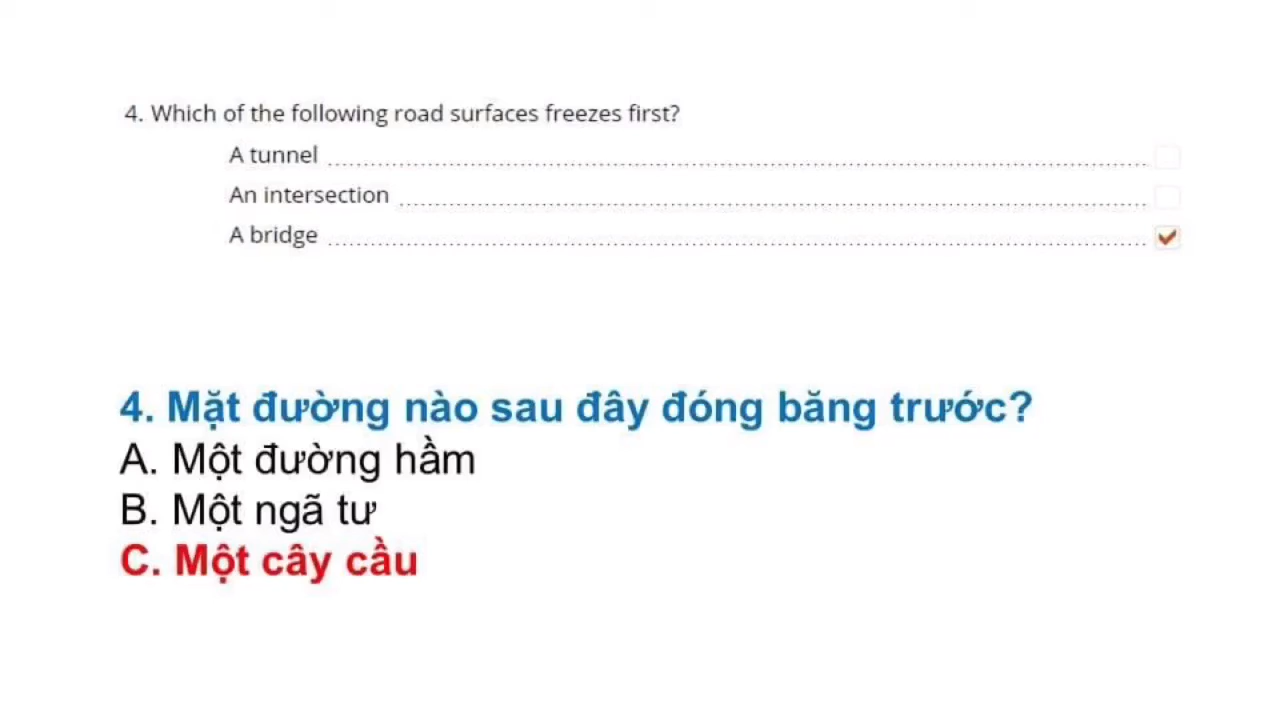 4. Which of the following road surfaces freezes first?
A tunnel
An intersection
A bridge
4. Mặt đường nào sau đây đóng băng trước?
A. Một đường hầm
B. Một ngã tư
C. Một cây cầu